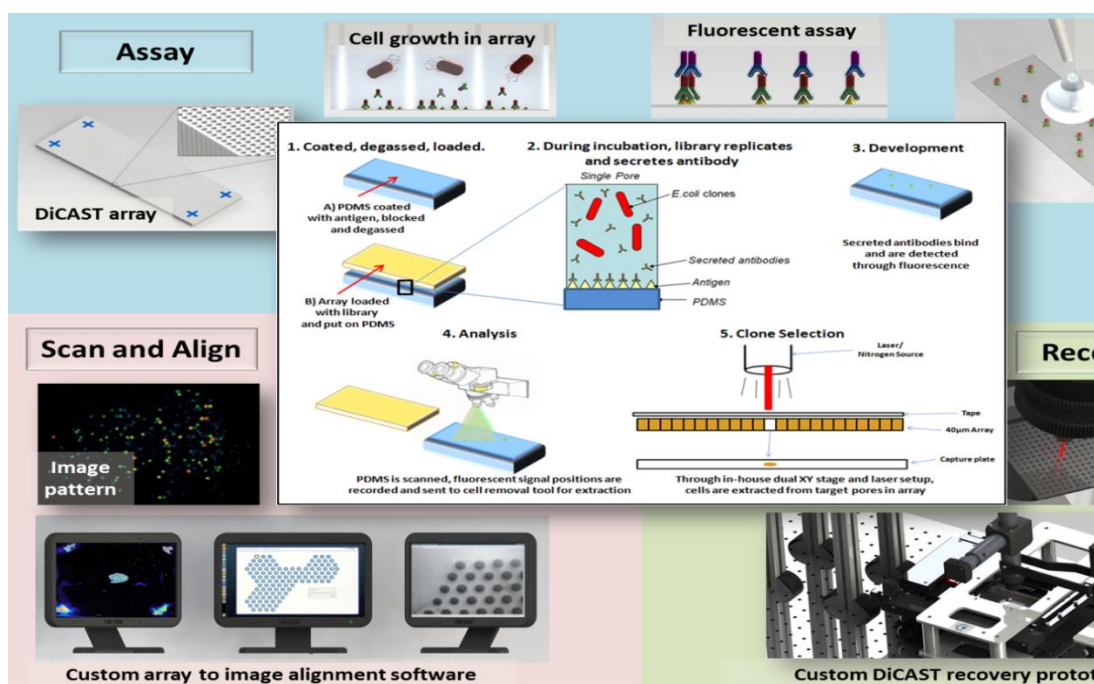 Assay
Cell growth in array
Fluorescent assay
DiCAST array
1. Coated, degassed, loaded.
A) PDMS coated
with antigen, blocked
and degassed
B) Array loaded
with library
and put on PDMS
2. During incubation, library replicates
and secretes antibody
Single Pore
E.coli clones
Secreted antibodies
Antigen
PDMS
3. Development
Secreted antibodies bind
and are detected
through fluorescence
4. Analysis
PDMS is scanned, fluorescent signal positions are
recorded and sent to cell removal tool for extraction
5. Clone Selection
Laser/
Nitrogen Source
Tape
40µm Array
Capture plate
Through in-house dual XY stage and laser setup,
cells are extracted from target pores in array
Scan and Align
Image
pattern
Custom array to image alignment software
Reco
Custom DiCAST recovery protot